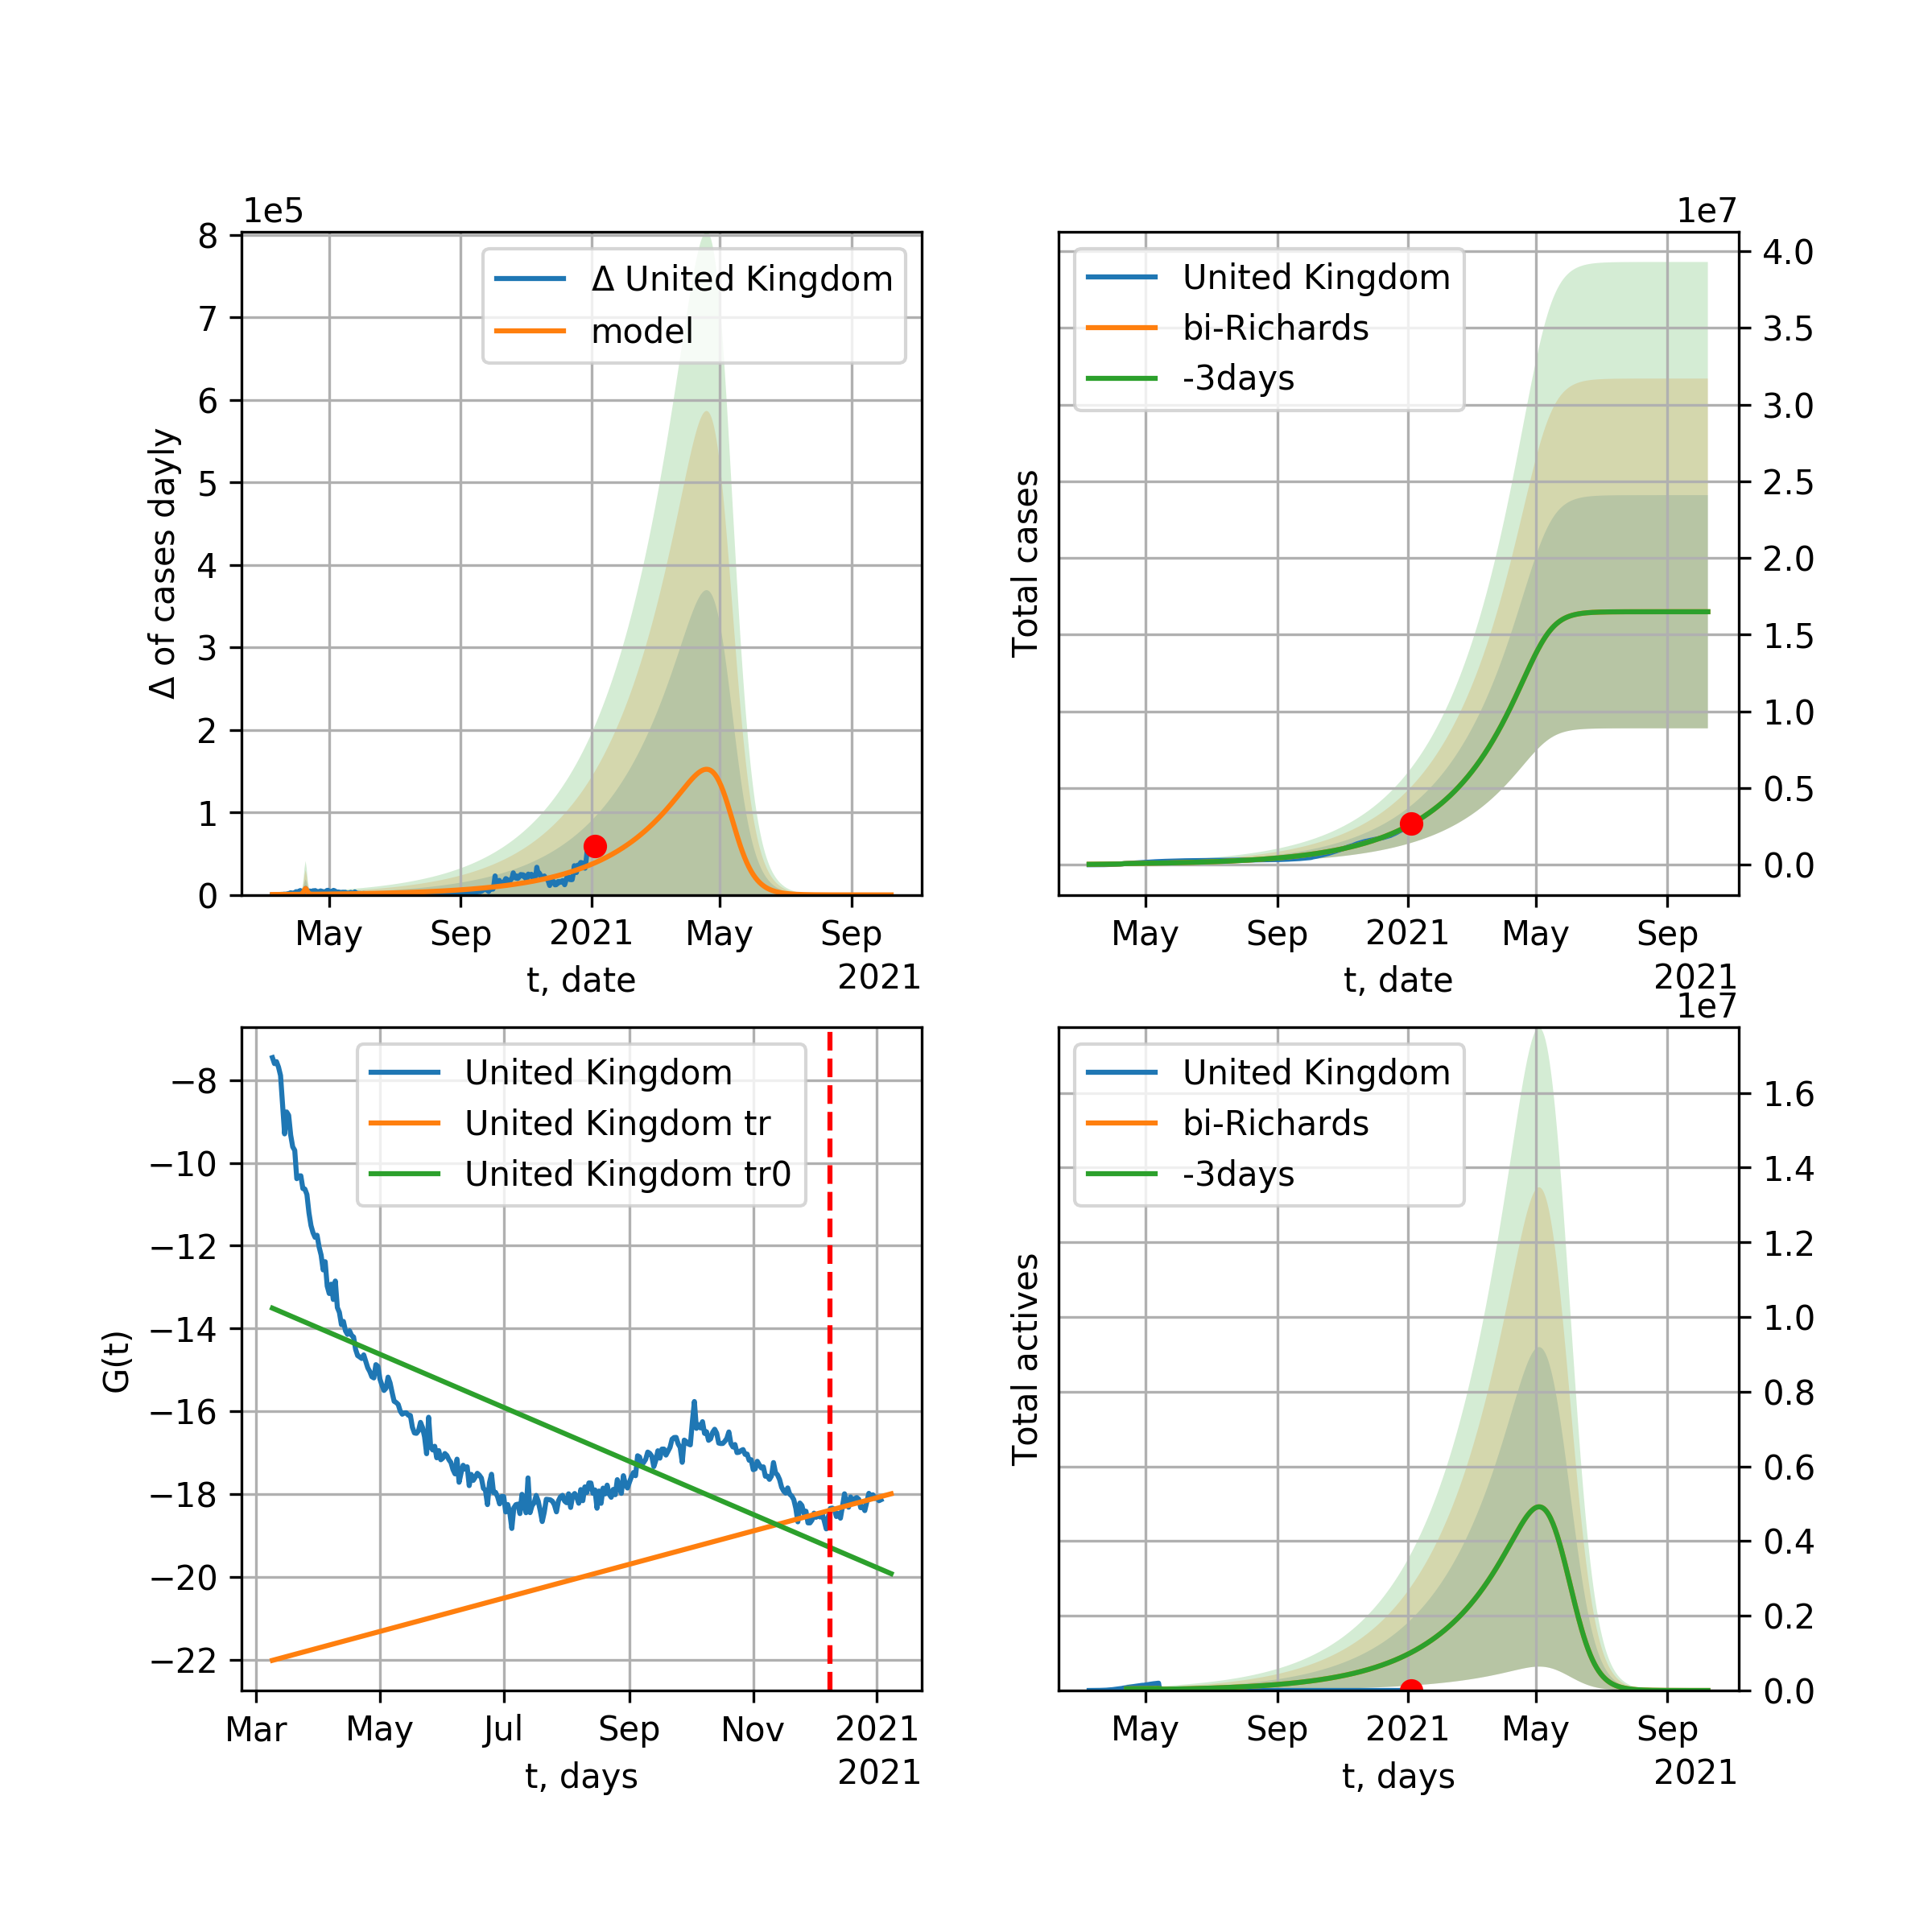 1e5
8
7
6
5
4
3
2
1
0
Δ of cases dayly
Δ United Kingdom
model
May Sep 2021 May Sep
t, date
2021
1e7
4.0
3.5
3.0
2.5
2.0
1.5
1.0
0.5
0.0
Total cases
United Kingdom
bi-Richards
-3days
May Sep 2021 May Sep
t, date
2021
−8
−10
−12
−14
−16
−18
−20
−22
G(t)
United Kingdom
United Kingdom tr
United Kingdom tr0
Mar May Jul Sep Nov 2021
t, days
2021
1e7
1.6
1.4
1.2
1.0
0.8
0.6
0.4
0.2
0.0
Total actives
United Kingdom
bi-Richards
-3days
May Sep 2021 May Sep
t, days
2021